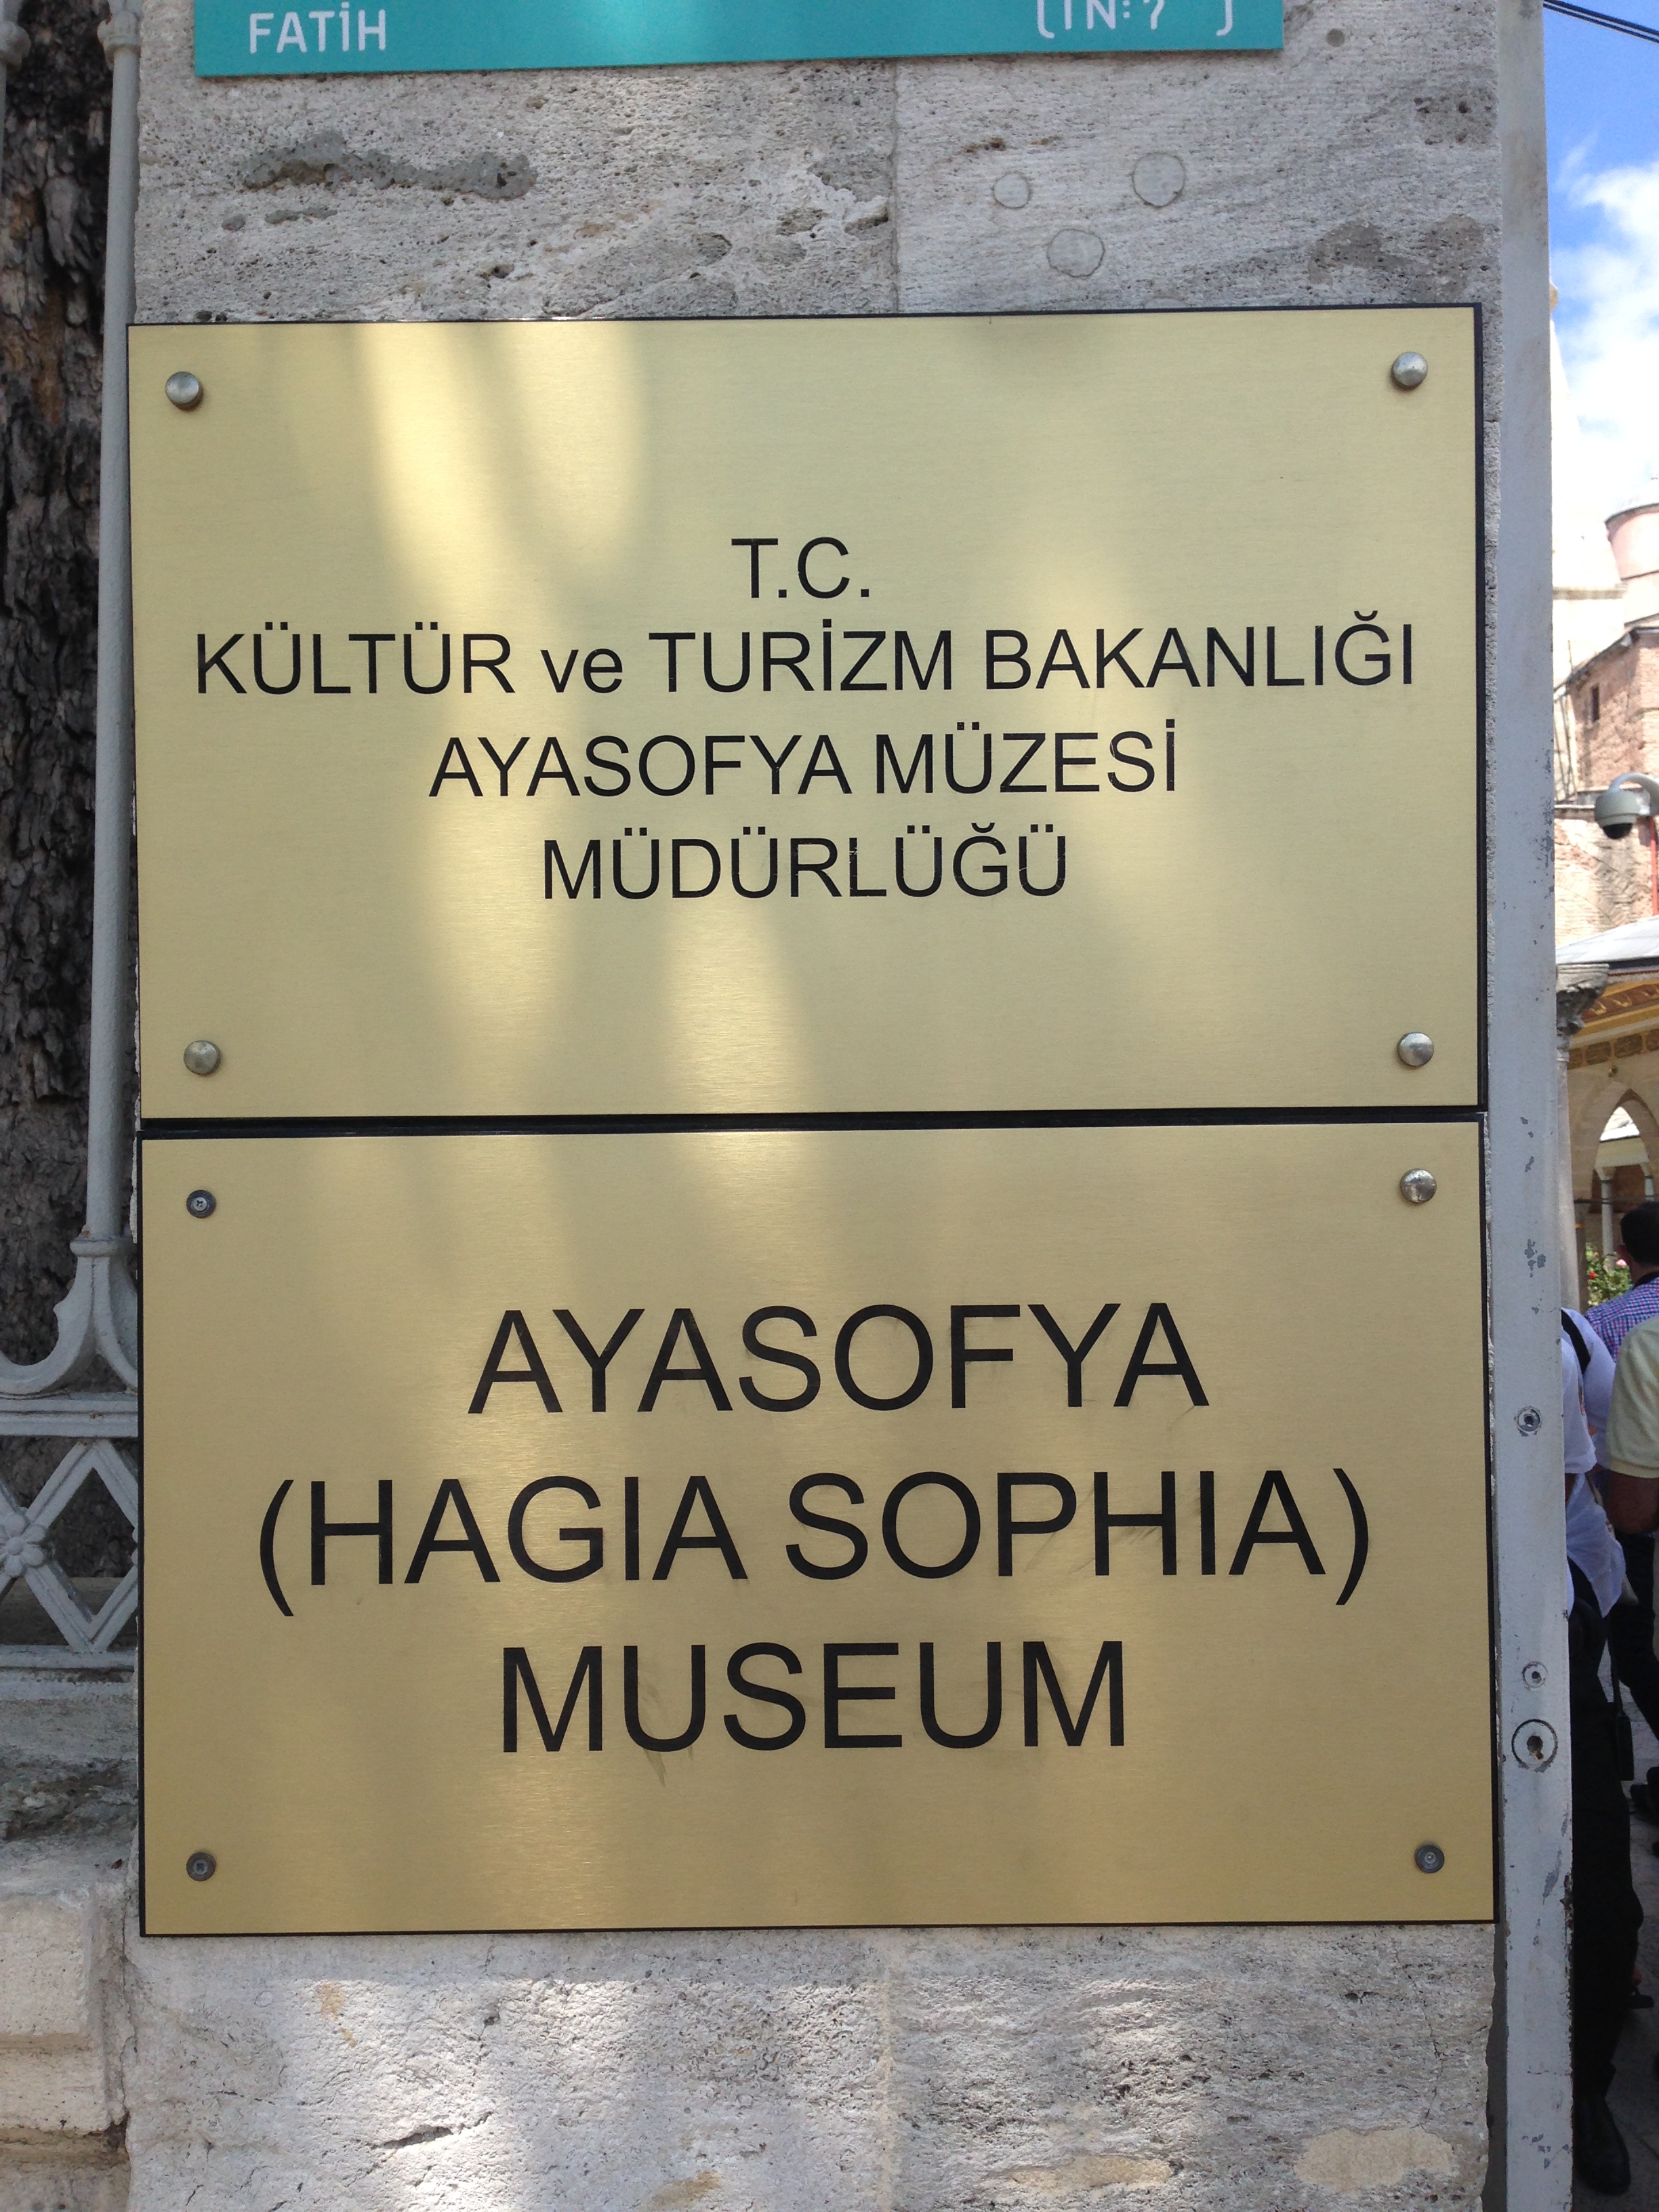 FATİH
T.C.
KÜLTÜR ve TURİZM BAKANLIĞI
AYASOFYA MÜZESİ
MÜDÜRLÜĞÜ
AYASOFYA
(HAGIA SOPHIA)
MUSEUM